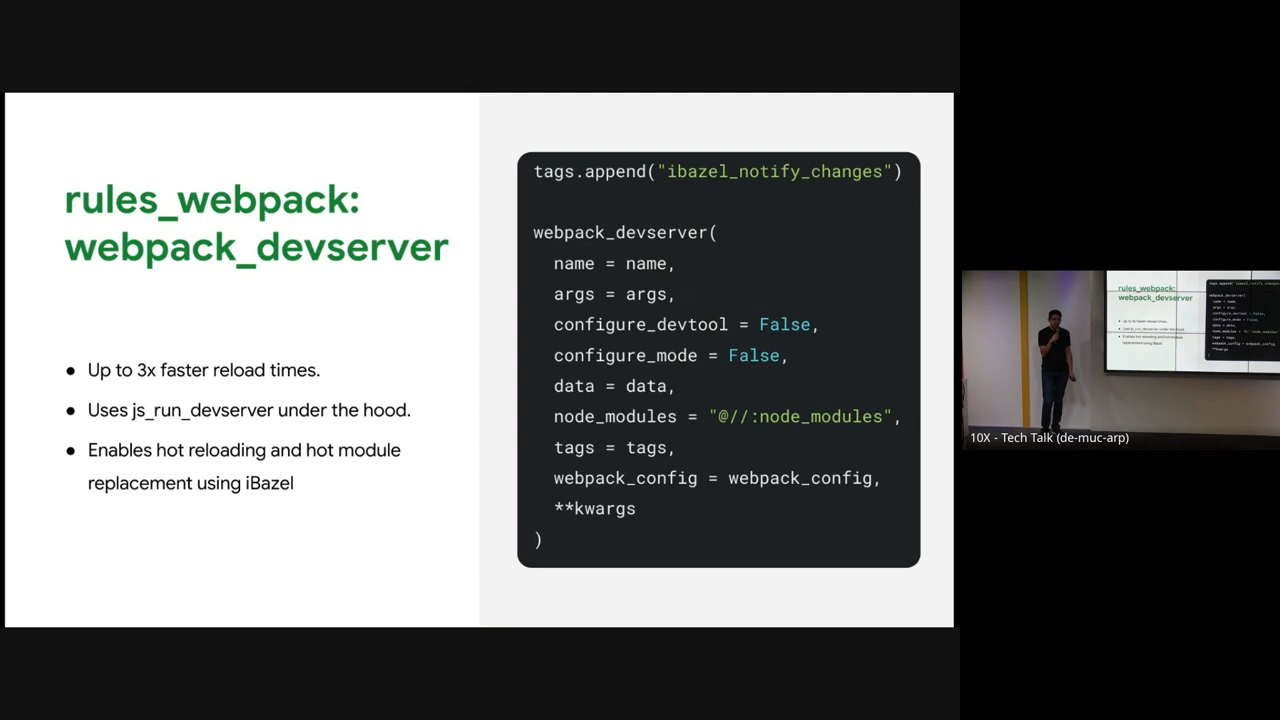 rules_webpack:
webpack_devserver
● Up to 3x faster reload times.
● Uses js_run_devserver under the hood.
● Enables hot reloading and hot module
replacement using iBazel
tags.append("ibazel_notify_changes")
webpack_devserver(
name = name,
args = args,
configure_devtool = False,
configure_mode = False,
data = data,
node_modules = "@//:node_modules",
tags = tags,
webpack_config = webpack_config,
**kwargs
)
rules_webpack:
webpack_devserver
10X - Tech Talk (de-muc-arp)